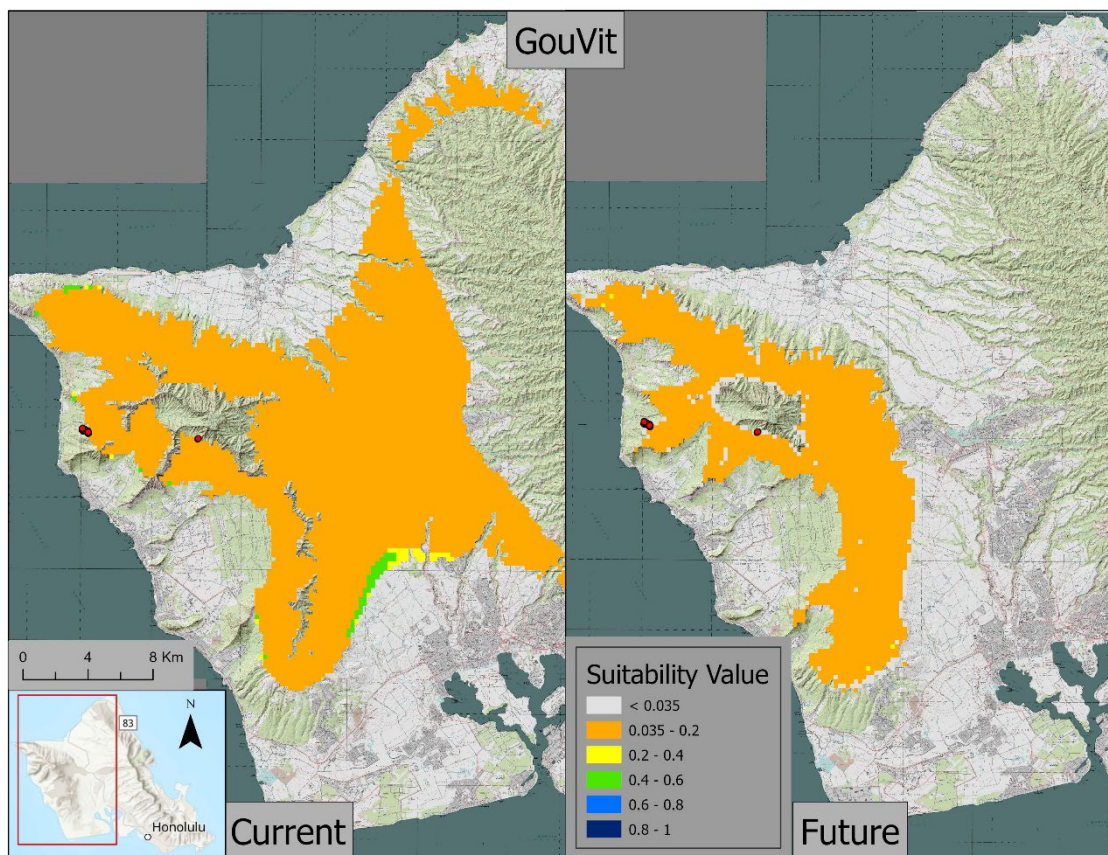 GouVit
0 4 8 Km
N
83
Honolulu
Current
Suitability Value
< 0.035
0.035 - 0.2
0.2 - 0.4
0.4 - 0.6
0.6 - 0.8
0.8 - 1
Future